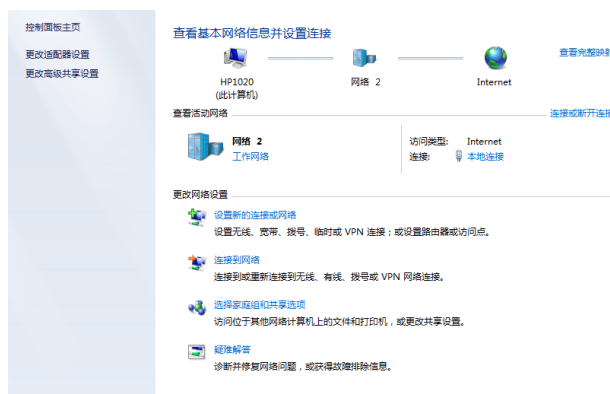 控制面板主页
更改适配器设置
更改高级共享设置
查看基本网络信息并设置连接
查看完整映射
HP1020
(此计算机)
网络 2
Internet
查看活动网络
连接或断开连接
网络 2
工作网络
访问类型: Internet
连接: 本地连接
更改网络设置
设置新的连接或网络
设置无线、宽带、拨号、临时或 VPN 连接；或设置路由器或访问点。
连接到网络
连接到或重新连接到无线、有线、拨号或 VPN 网络连接。
选择家庭组和共享选项
访问位于其他网络计算机上的文件和打印机，或更改共享设置。
疑难解答
诊断并修复网络问题，或获得故障排除信息。